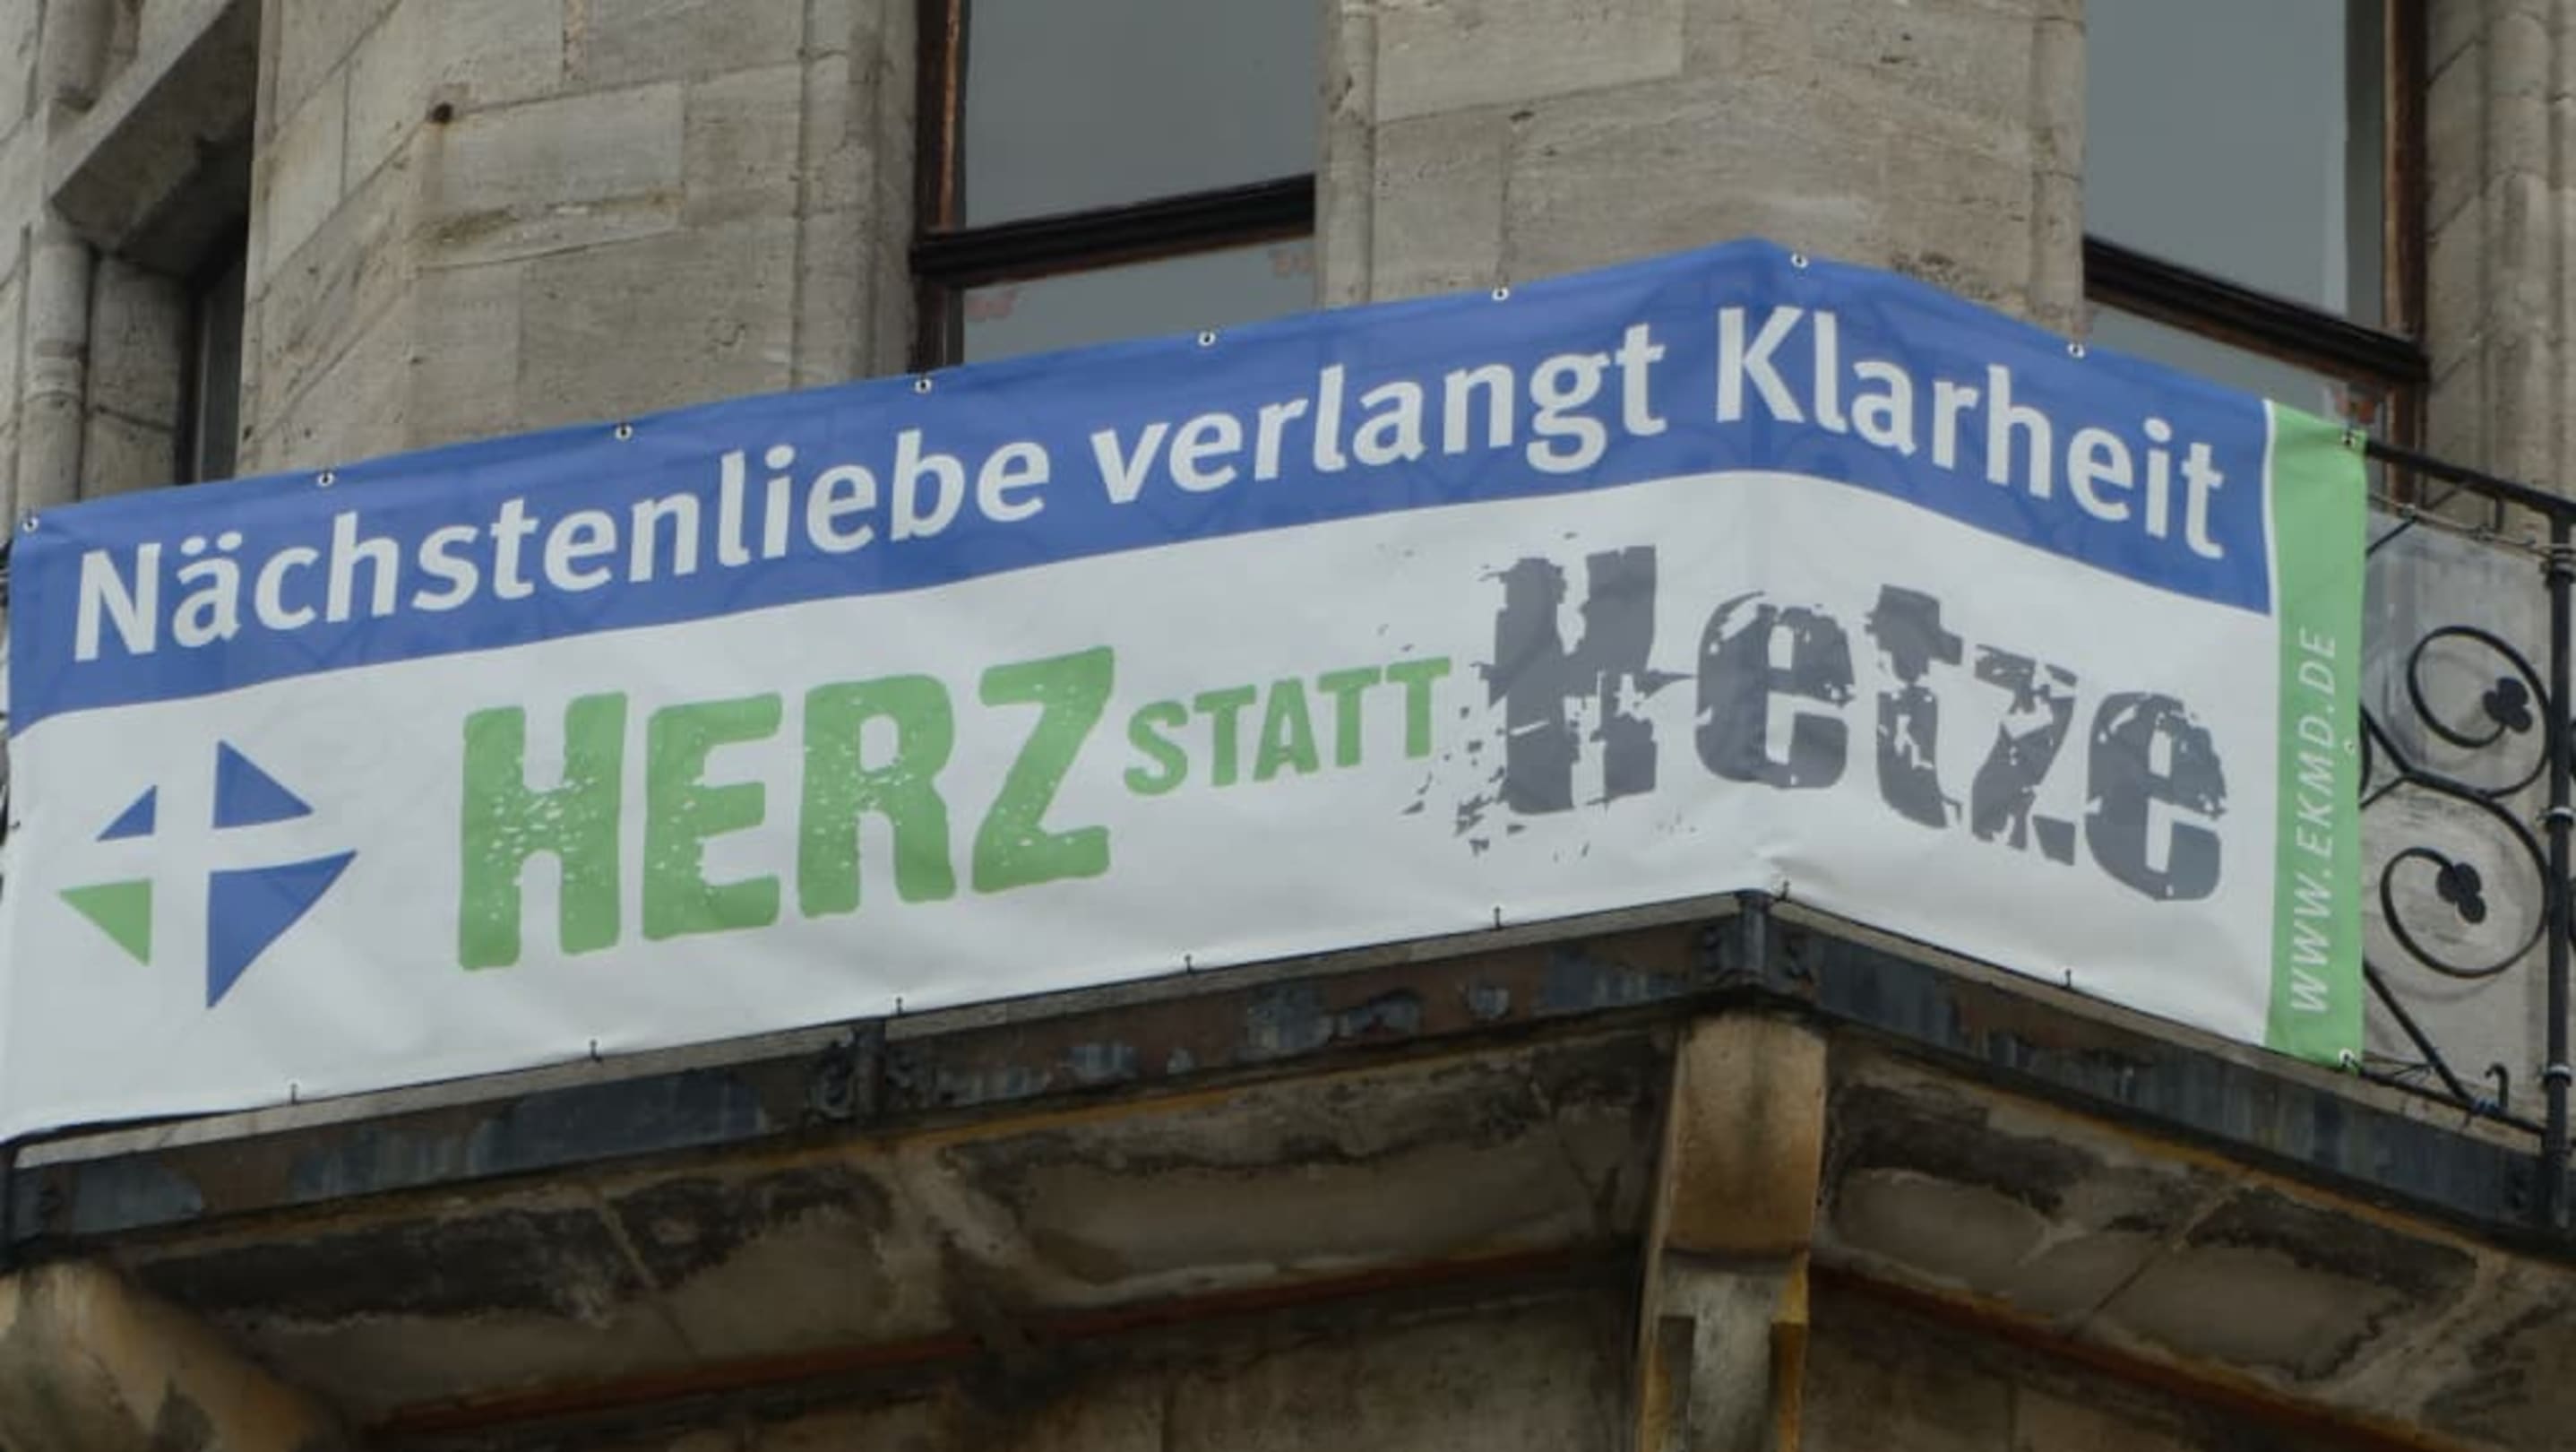 Nächstenliebe verlangt Klarheit
HERZ STATT Hetze
WWW.EKMD.DE